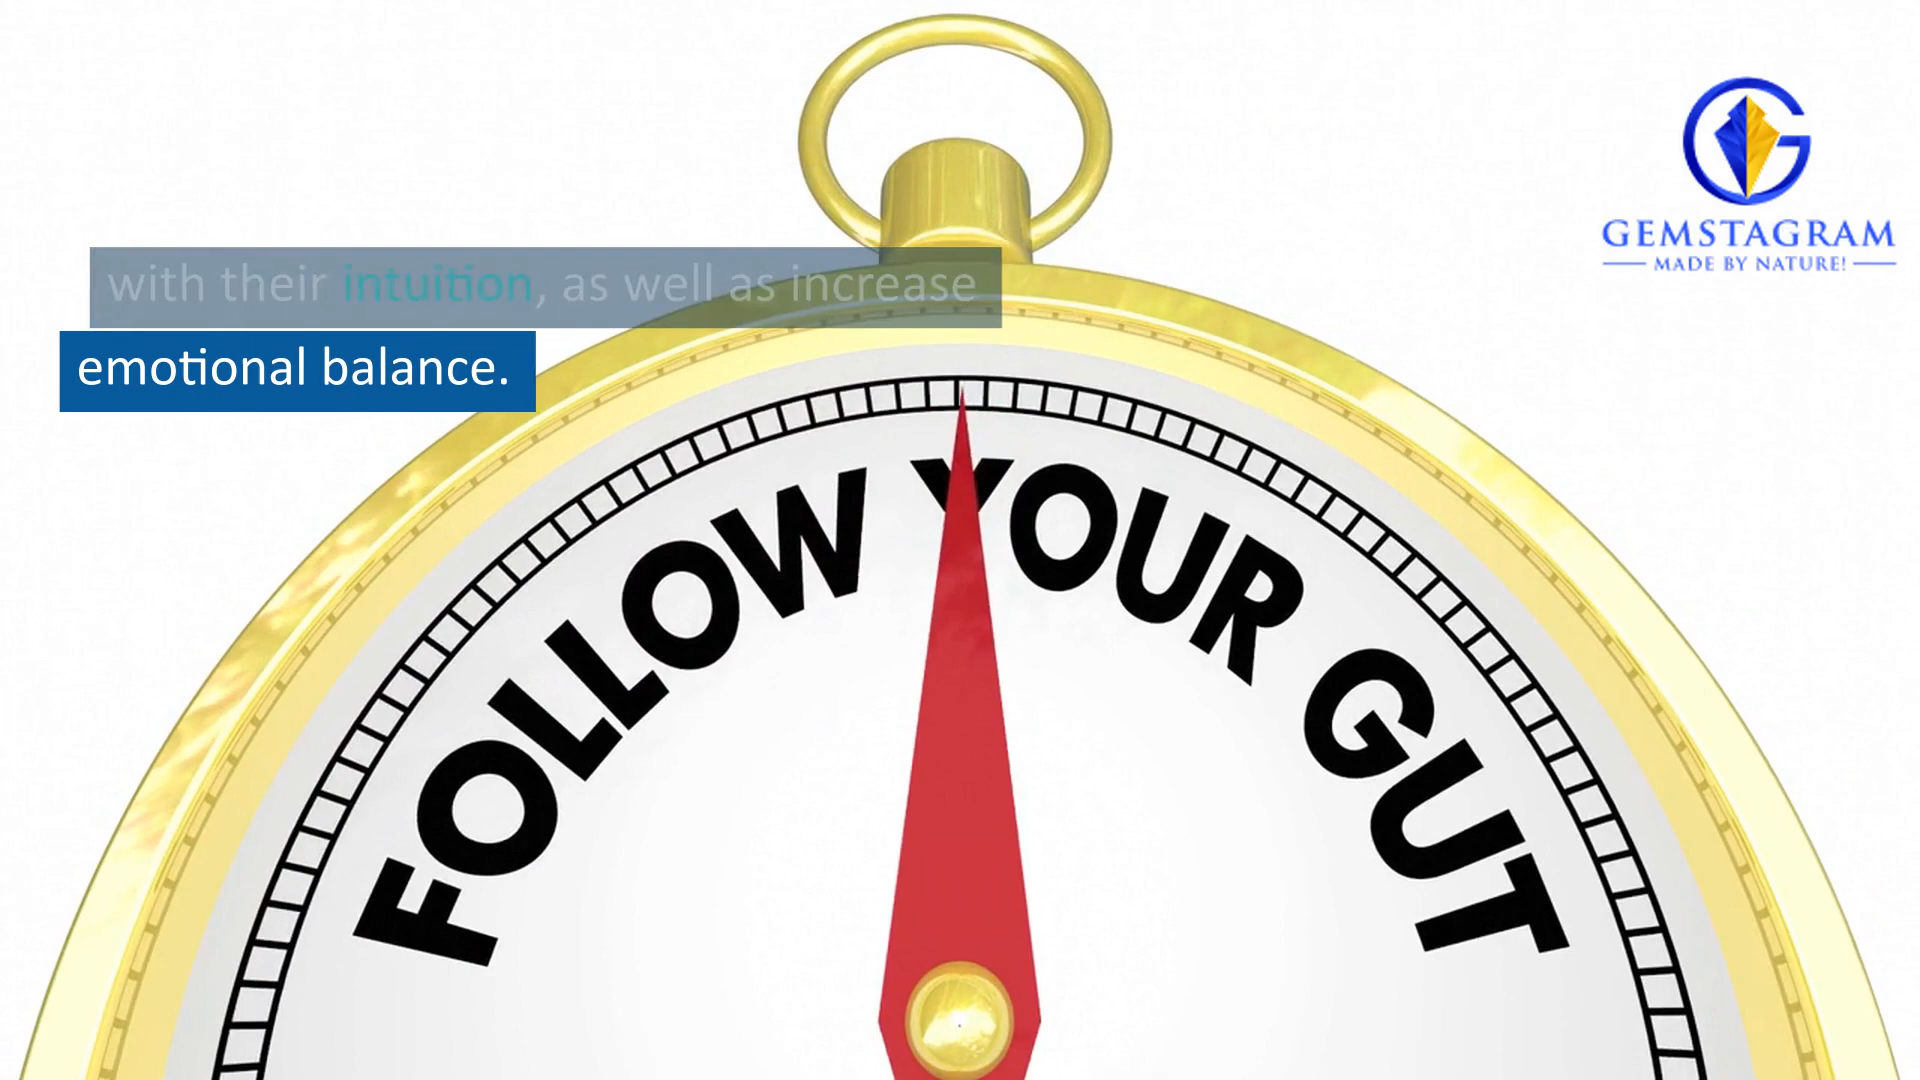 GEMSTAGRAM
MADE BY NATURE!
with their intuition, as well as increase
emotional balance.
FOLLOW YOUR GUT